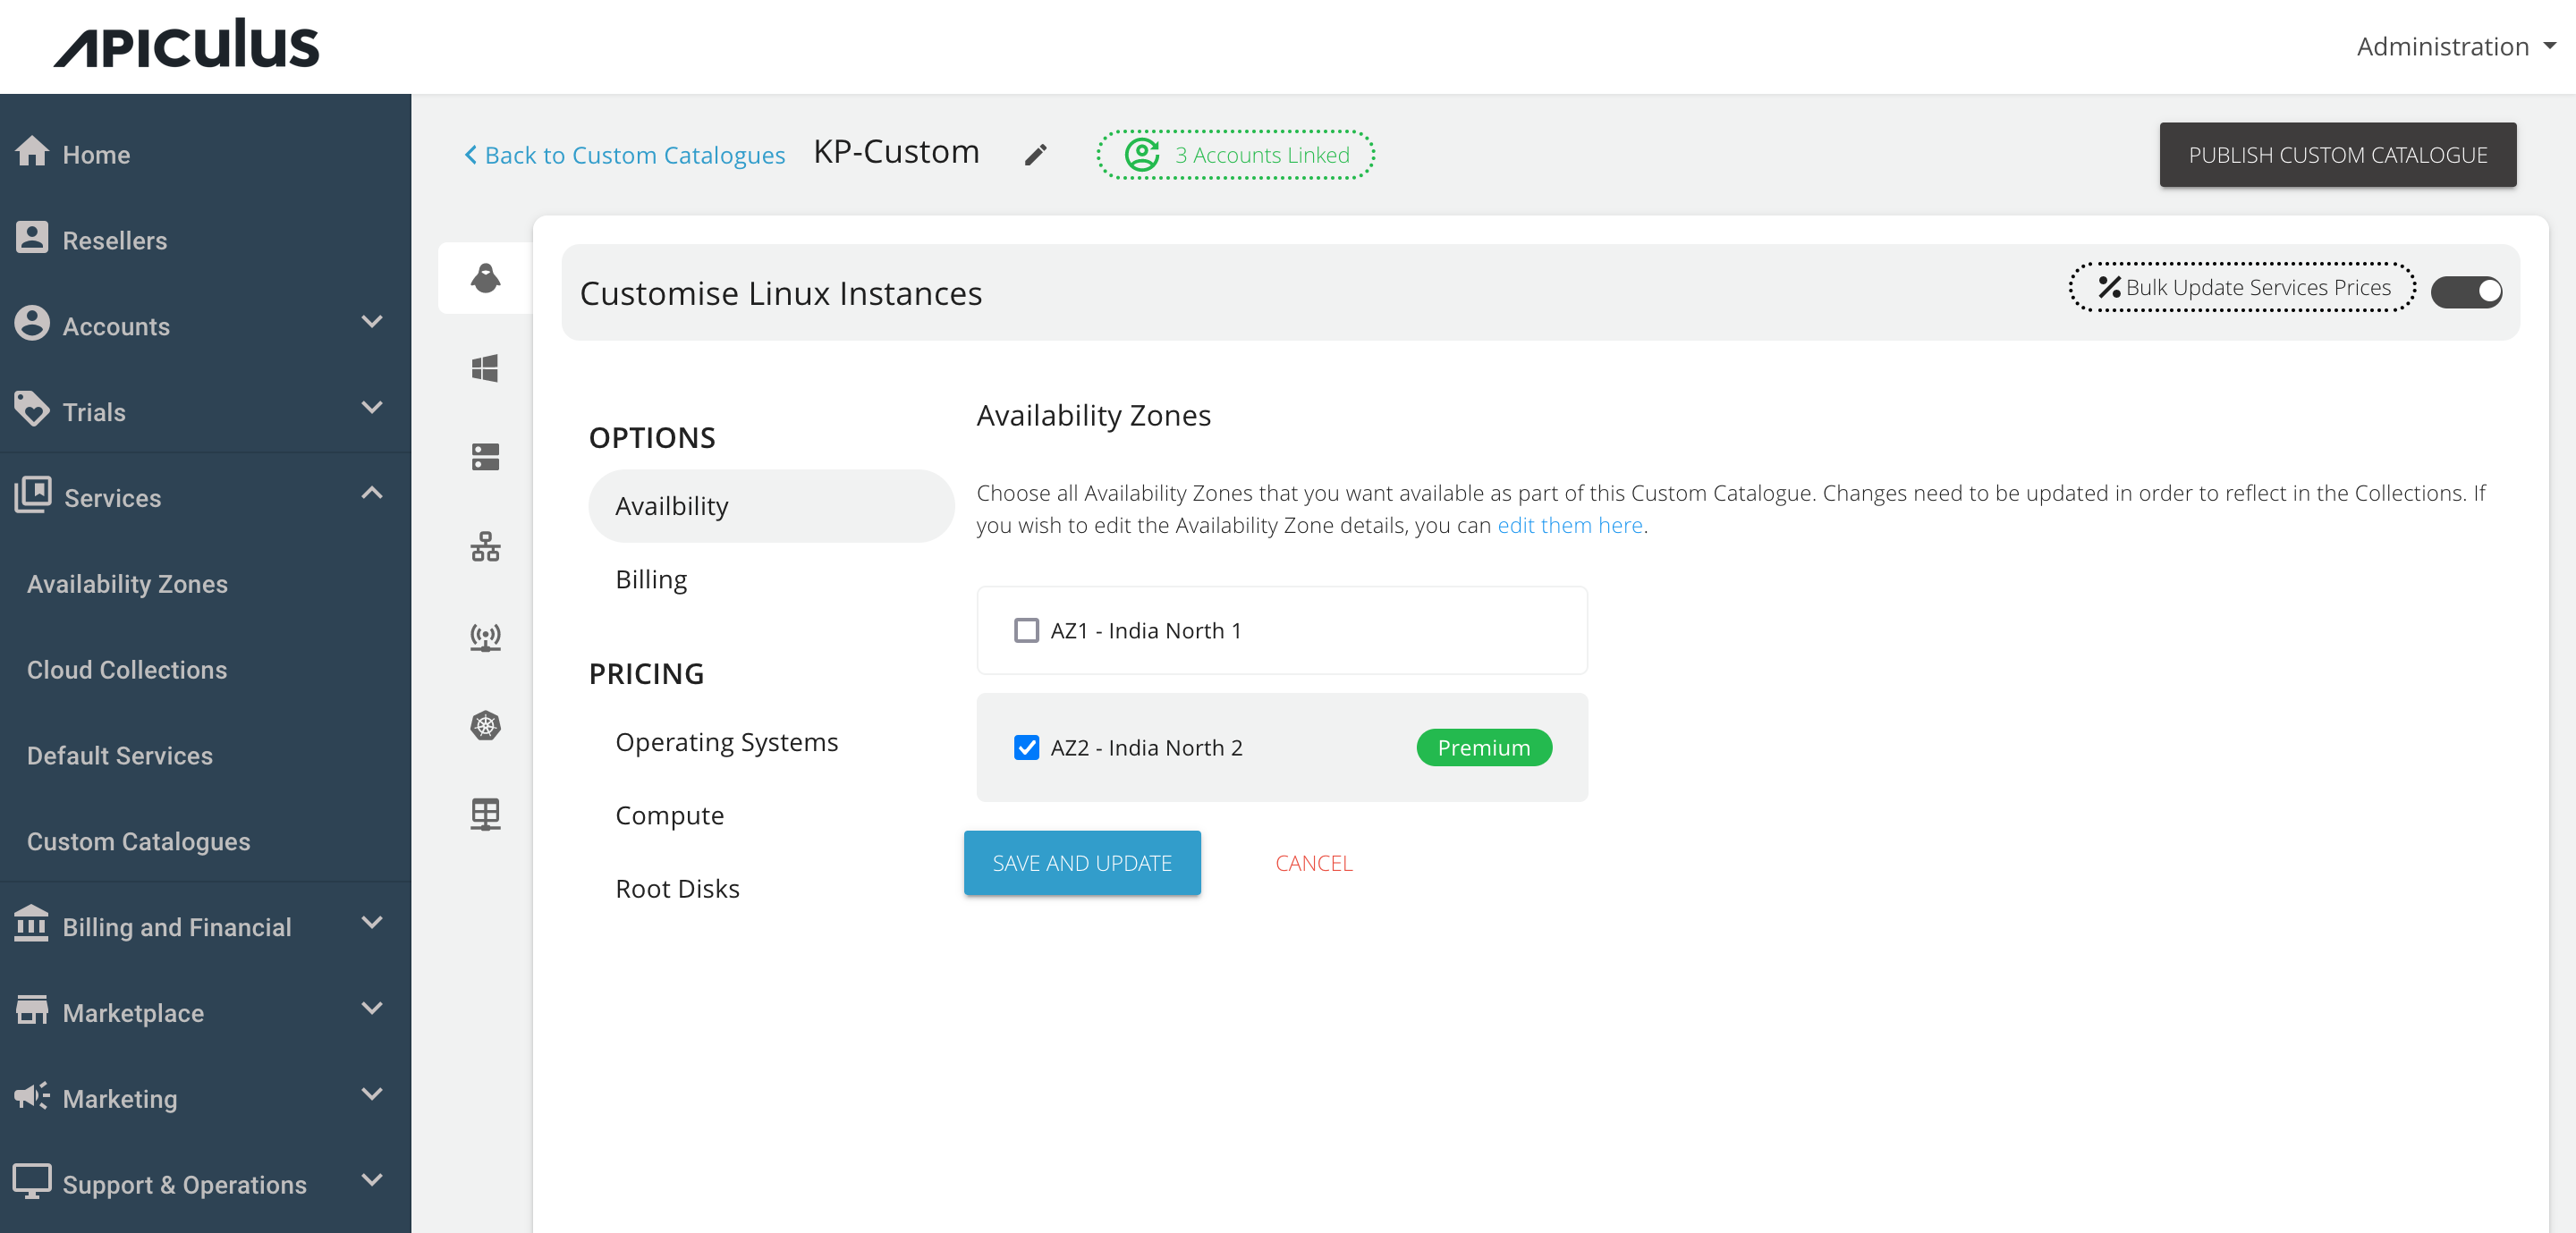 APICULUS
Administration
Home
Resellers
Accounts
Trials
Services
Availability Zones
Cloud Collections
Default Services
Custom Catalogues
Billing and Financial
Marketplace
Marketing
Support & Operations
Back to Custom Catalogues
KP-Custom
3 Accounts Linked
PUBLISH CUSTOM CATALOGUE
Customise Linux Instances
Bulk Update Services Prices
OPTIONS
Availbility
Billing
PRICING
Operating Systems
Compute
Root Disks
Availability Zones
Choose all Availability Zones that you want available as part of this Custom Catalogue. Changes need to be updated in order to reflect in the Collections. If
you wish to edit the Availability Zone details, you can edit them here.
AZ1 - India North 1
AZ2 - India North 2
Premium
SAVE AND UPDATE
CANCEL